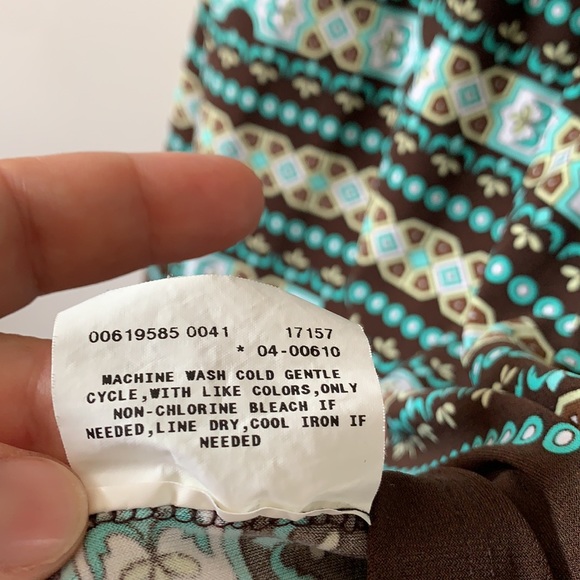 00619585 0041 17157
* 04-00610
MACHINE WASH COLD GENTLE
CYCLE,WITH LIKE COLORS,ONLY
NON-CHLORINE BLEACH IF
NEEDED,LINE DRY,COOL IRON IF
NEEDED